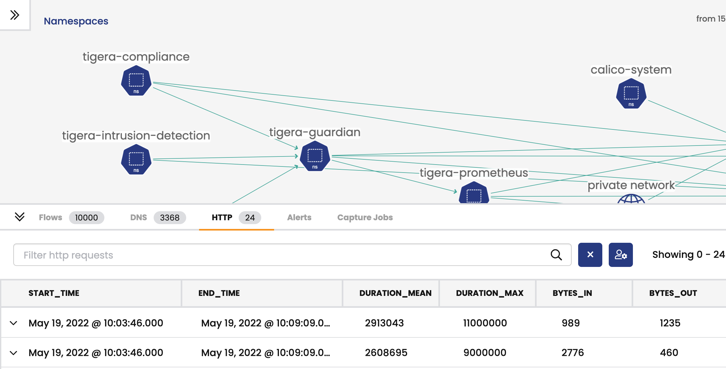 Namespaces
from 15
tigera-compliance
calico-system
ns
ns
tigera-intrusion-detection
tigera-guardian
ns
ns
tigera-prometheus
private network
Flows 10000 DNS 3368 HTTP 24 Alerts Capture Jobs
Filter http requests
Showing 0 - 24
START_TIME END_TIME DURATION_MEAN DURATION_MAX BYTES_IN BYTES_OUT
May 19, 2022 @ 10:03:46.000 May 19, 2022 @ 10:09:09.0... 2913043 11000000 989 1235
May 19, 2022 @ 10:03:46.000 May 19, 2022 @ 10:09:09.0... 2608695 9000000 2776 460